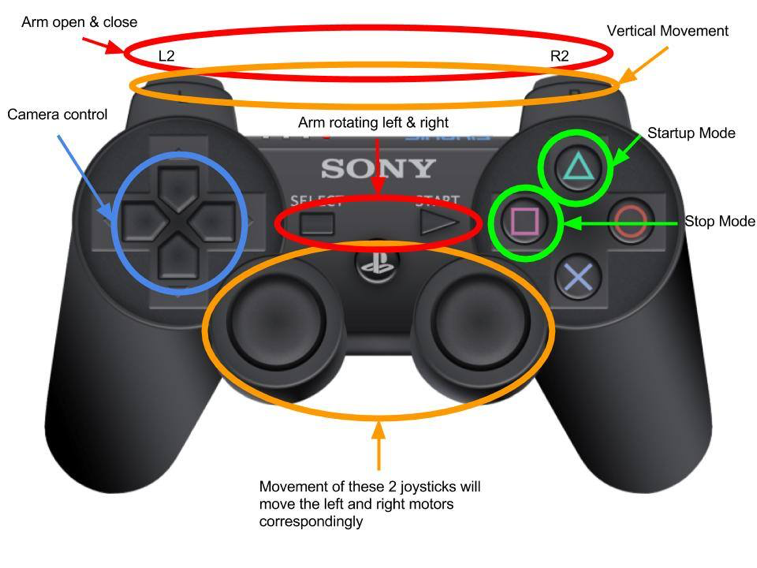 Arm open & close
Vertical Movement
L2
R2
Camera control
Arm rotating left & right
Startup Mode
SONY
SELECT
START
Stop Mode
Movement of these 2 joysticks will
move the left and right motors
correspondingly